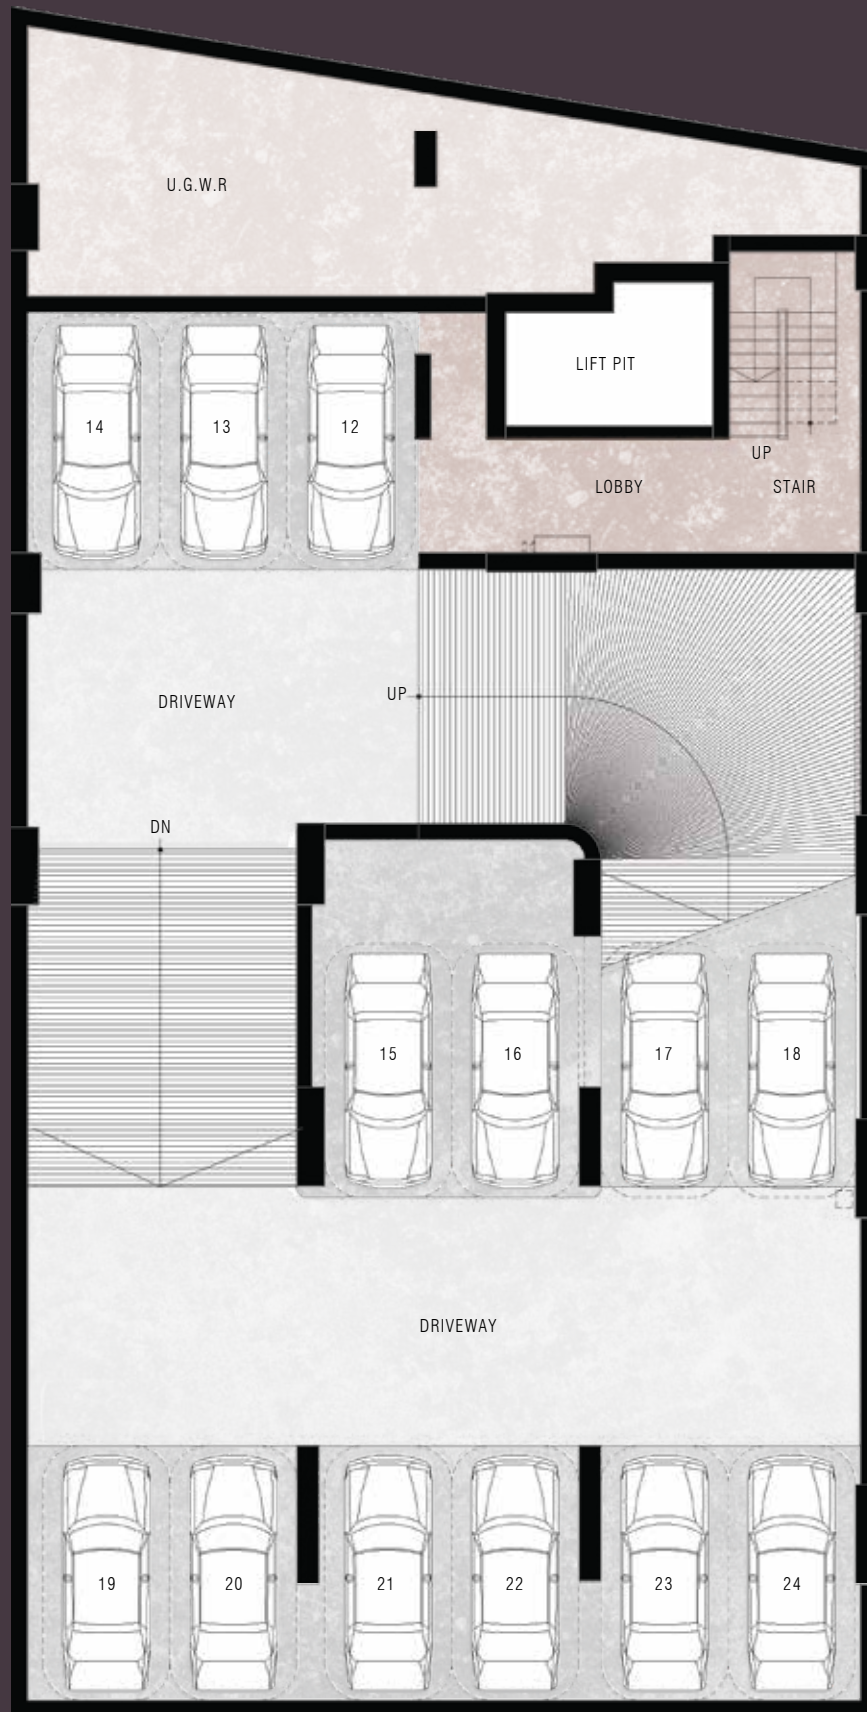 U.G.W.R
LIFT PIT
14
13
12
UP
LOBBY
STAIR
UP
DRIVEWAY
DN
15
16
17
18
DRIVEWAY
19
20
21
22
23
24